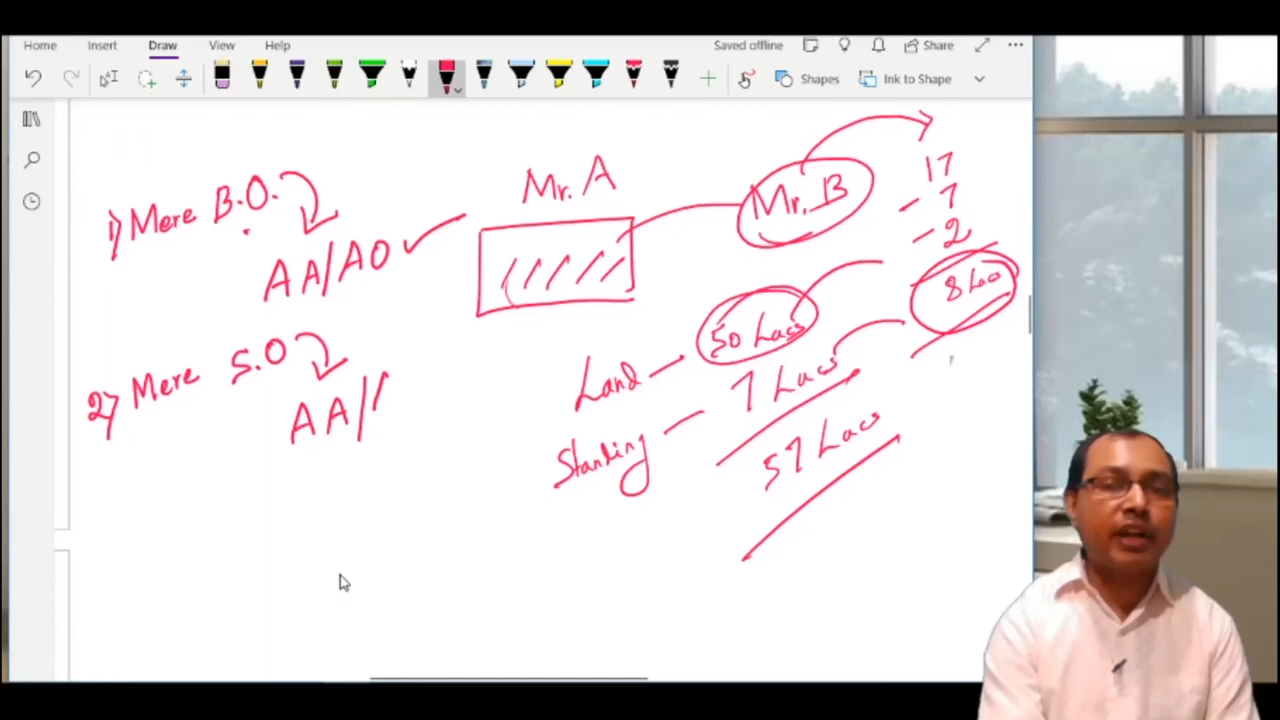 Home Insert Draw View Help Saved offline Share
Shapes Ink to Shape
1) Mere B.O.
AA/AO
2) Mere S.O
AA/
Mr. A
Mr. B
17
- 7
- 2
8 Lac
Land - 50 Lacs
Standing - 7 Lacs
57 Lacs